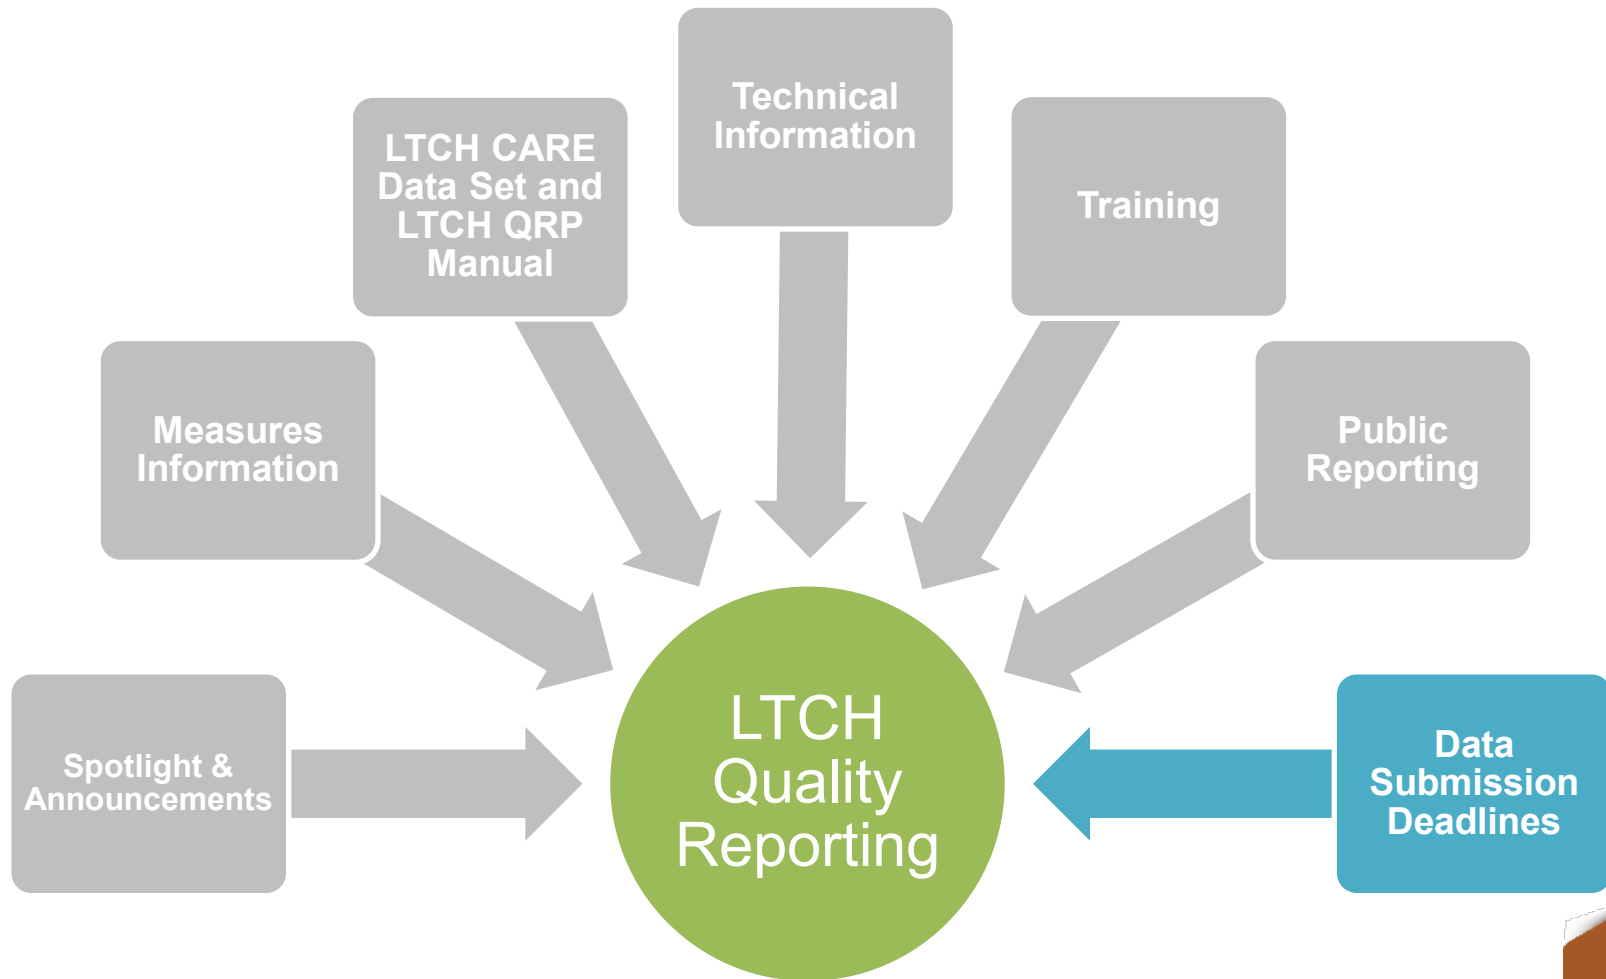 Technical
Information
LTCH CARE
Data Set and
LTCH QRP
Manual
Training
Measures
Information
Public
Reporting
Spotlight &
Announcements
LTCH
Quality
Reporting
Data
Submission
Deadlines